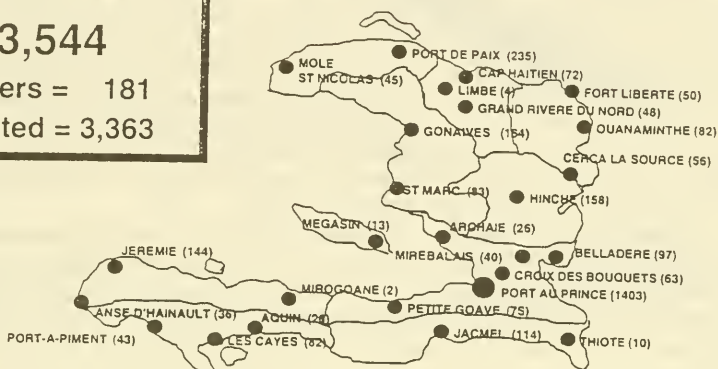 3,544
ers = 181
ted = 3,363
PORT DE PAIX (235)
MOLE
ST NICOLAS (45)
CAP HAITIEN (72)
LIMBE (4)
FORT LIBERTE (50)
GRAND RIVERE DU NORD (48)
GONAIVES (154)
OUANAMINTHE (82)
CERCA LA SOURCE (56)
ST MARC (83)
HINCHE (158)
MEGASIN (13)
ARCHAIE (26)
JEREMIE (144)
MIREBALAIS (40)
BELLADERE (97)
CROIX DES BOUQUETS (63)
MIROGOANE (2)
PORT AU PRINCE (1403)
ANSE D'HAINAULT (36)
AQUIN
PETITE GOAVE (75)
PORT-A-PIMENT (43)
LES CAYES (82)
JACMEL (114)
THIOTE (10)